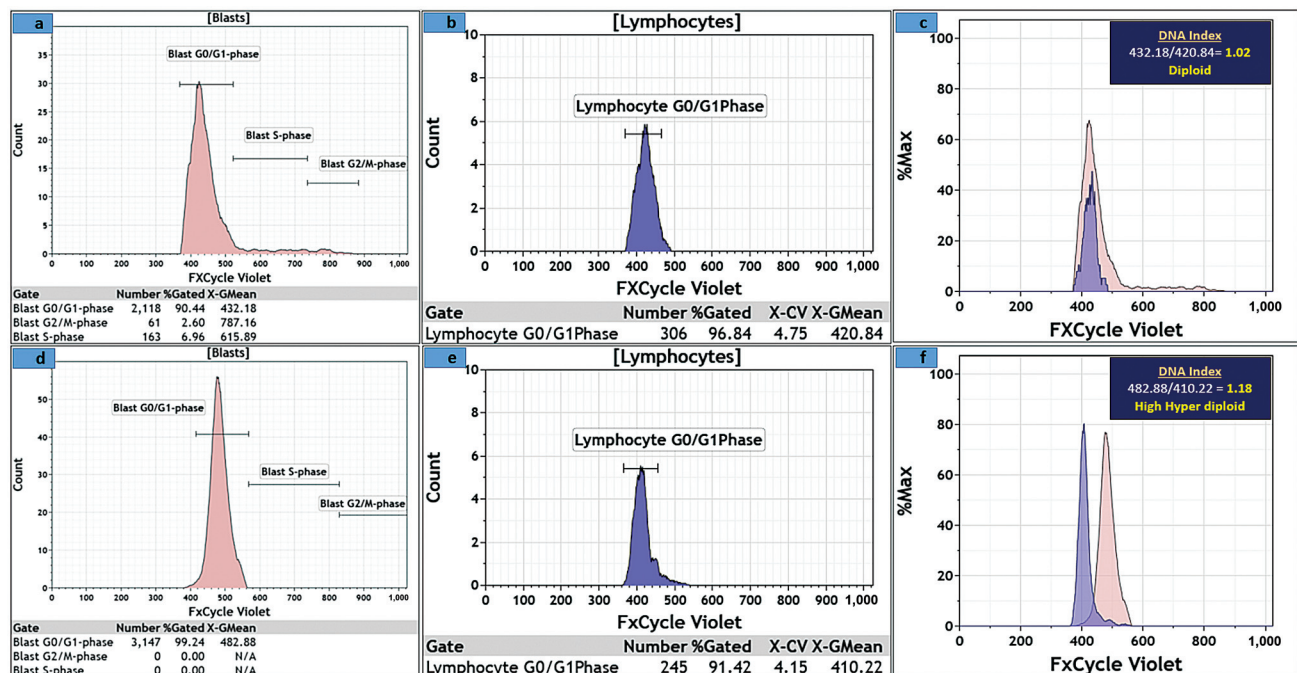 a
[Blasts]
Blast G0/G1-phase
Blast S-phase
Blast G2/M-phase
Count
35
30
25
20
15
10
5
0
0 100 200 300 400 500 600 700 800 900 1,000
FXCycle Violet
Gate Number %Gated X-GMean
Blast G0/G1-phase 2,118 90.44 432.18
Blast G2/M-phase 61 2.60 787.16
Blast S-phase 163 6.96 615.89
b
[Lymphocytes]
Lymphocyte G0/G1Phase
Count
10
8
6
4
2
0
0 100 200 300 400 500 600 700 800 1,000
FXCycle Violet
Gate Number %Gated X-CV X-GMean
Lymphocyte G0/G1Phase 306 96.84 4.75 420.84
c
DNA Index
432.18/420.84= 1.02
Diploid
%Max
100
80
60
40
20
0
0 200 400 600 800 1,000
FXCycle Violet
d
[Blasts]
Blast G0/G1-phase
Blast S-phase
Blast G2/M-phase
Count
50
40
30
20
10
0
0 100 200 300 400 500 600 700 800 900 1,000
FxCycle Violet
Gate Number %Gated X-GMean
Blast G0/G1-phase 3,147 99.24 482.88
Blast G2/M-phase 0 0.00 N/A
Blast S-phase 0 0.00 N/A
e
[Lymphocytes]
Lymphocyte G0/G1Phase
Count
10
8
6
4
2
0
0 100 200 300 400 500 600 700 800 1,000
FxCycle Violet
Gate Number %Gated X-CV X-GMean
Lymphocyte G0/G1Phase 245 91.42 4.15 410.22
f
DNA Index
482.88/410.22 = 1.18
High Hyper diploid
%Max
100
80
60
40
20
0
0 200 400 600 800 1,000
FxCycle Violet